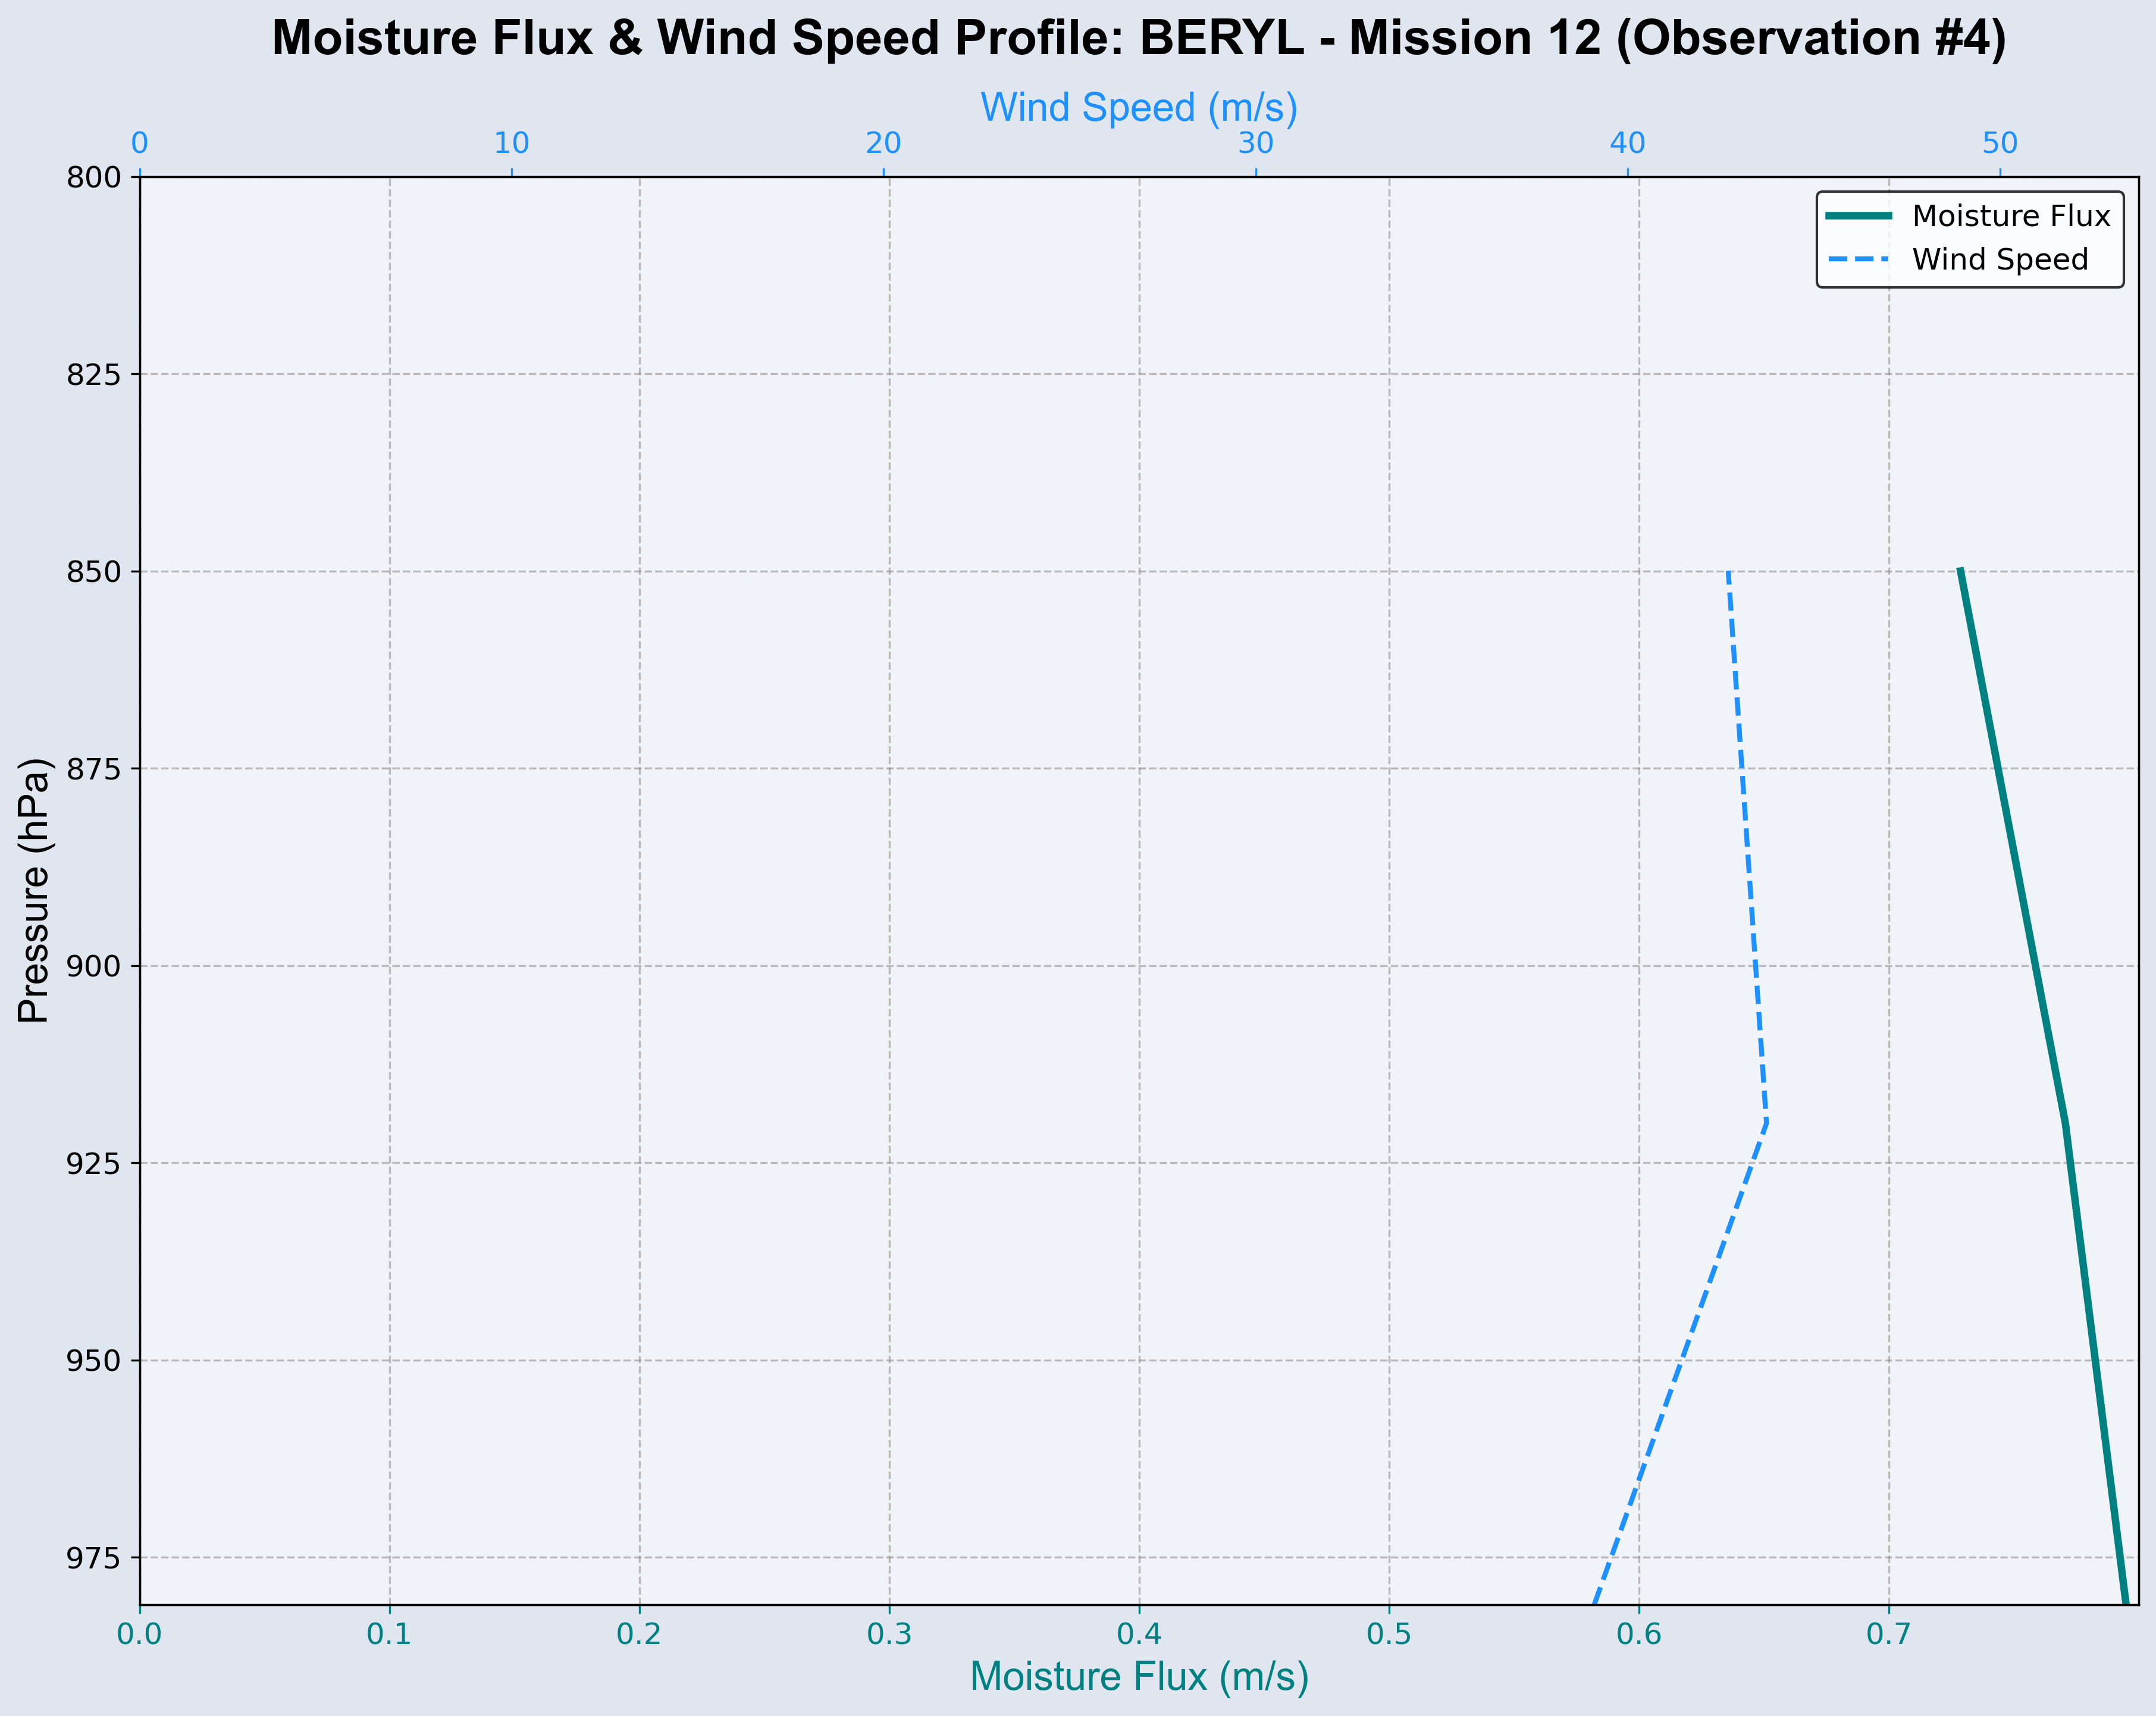 Moisture Flux & Wind Speed Profile: BERYL - Mission 12 (Observation #4)
Wind Speed (m/s)
0 10 20 30 40 50
Moisture Flux
Wind Speed
800
825
850
875
900
925
950
975
Pressure (hPa)
0.0 0.1 0.2 0.3 0.4 0.5 0.6 0.7
Moisture Flux (m/s)